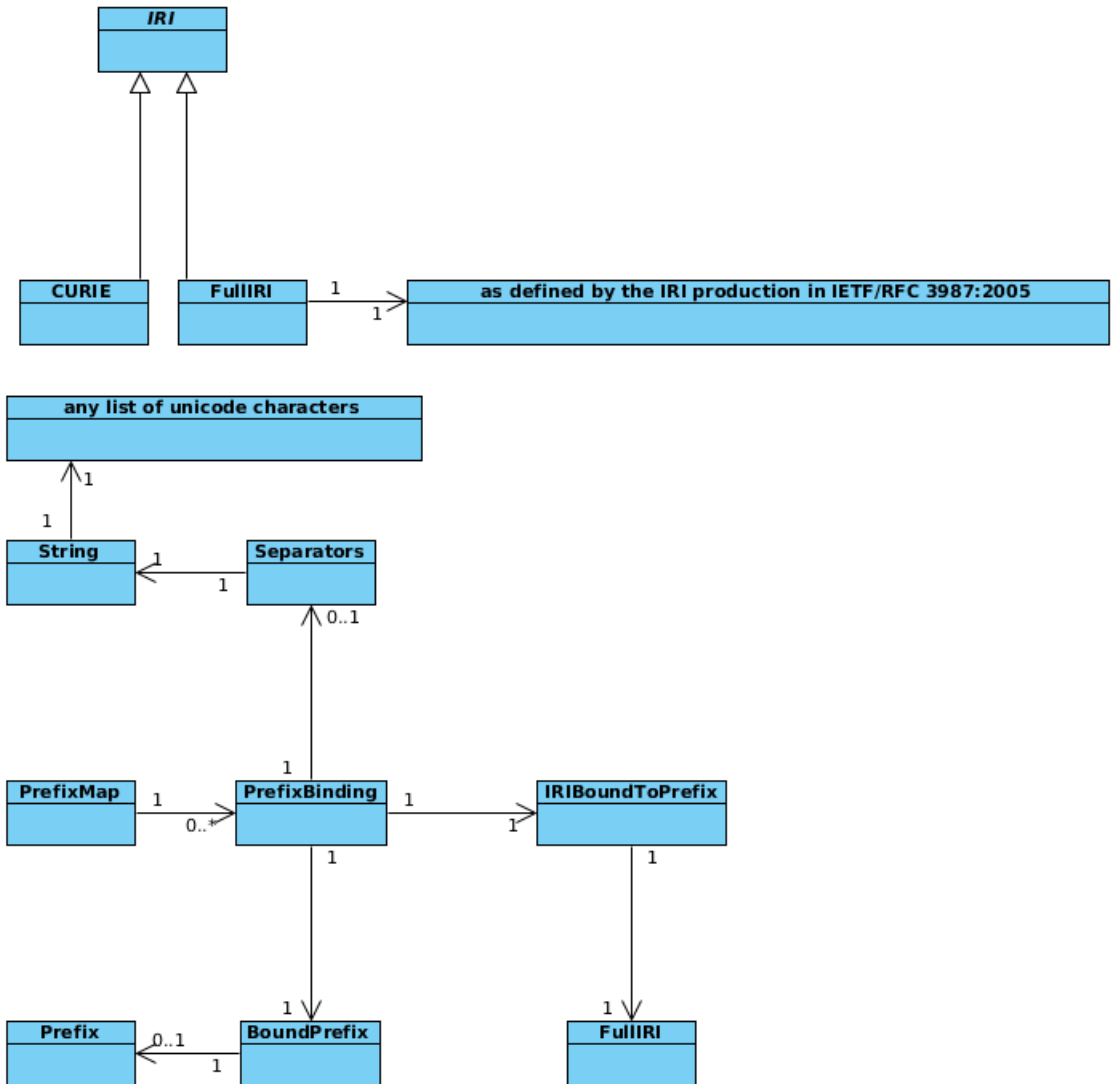 IRI
CURIE
FullIRI
1
1
as defined by the IRI production in IETF/RFC 3987:2005
any list of unicode characters
1
1
String
1
1
Separators
0..1
1
PrefixMap
1
0..*
PrefixBinding
1
1
IRIBoundToPrefix
1
1
1
1
Prefix
0..1
1
BoundPrefix
FullIRI